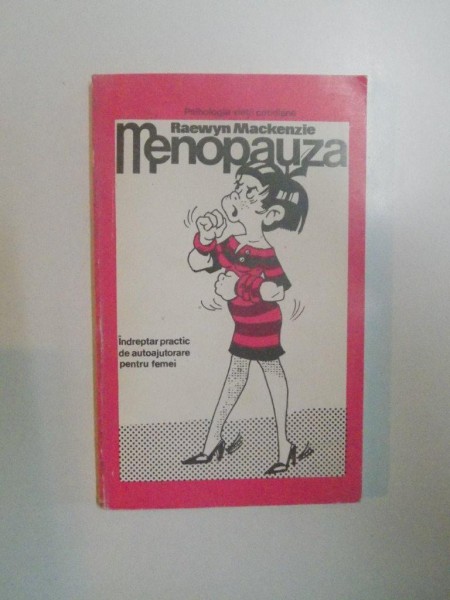 Psihologia vieții cotidiene
Raewyn Mackenzie
Menopauza
Îndreptar practic
de autoajutorare
pentru femei